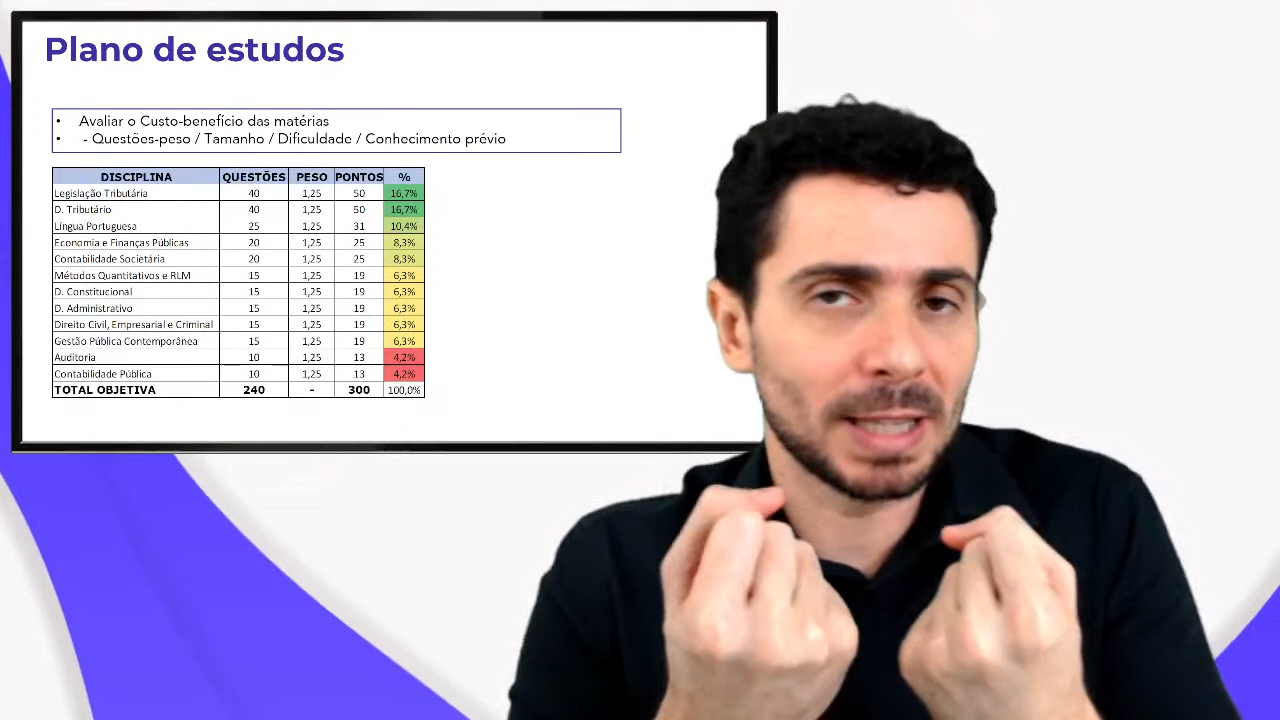 Plano de estudos
• Avaliar o Custo-benefício das matérias
• - Questões-peso / Tamanho / Dificuldade / Conhecimento prévio
DISCIPLINA QUESTÕES PESO PONTOS %
Legislação Tributária 40 1,25 50 16,7%
D. Tributário 40 1,25 50 16,7%
Língua Portuguesa 25 1,25 31 10,4%
Economia e Finanças Públicas 20 1,25 25 8,3%
Contabilidade Societária 20 1,25 25 8,3%
Métodos Quantitativos e RLM 15 1,25 19 6,3%
D. Constitucional 15 1,25 19 6,3%
D. Administrativo 15 1,25 19 6,3%
Direito Civil, Empresarial e Criminal 15 1,25 19 6,3%
Gestão Pública Contemporânea 15 1,25 19 6,3%
Auditoria 10 1,25 13 4,2%
Contabilidade Pública 10 1,25 13 4,2%
TOTAL OBJETIVA 240 - 300 100,0%